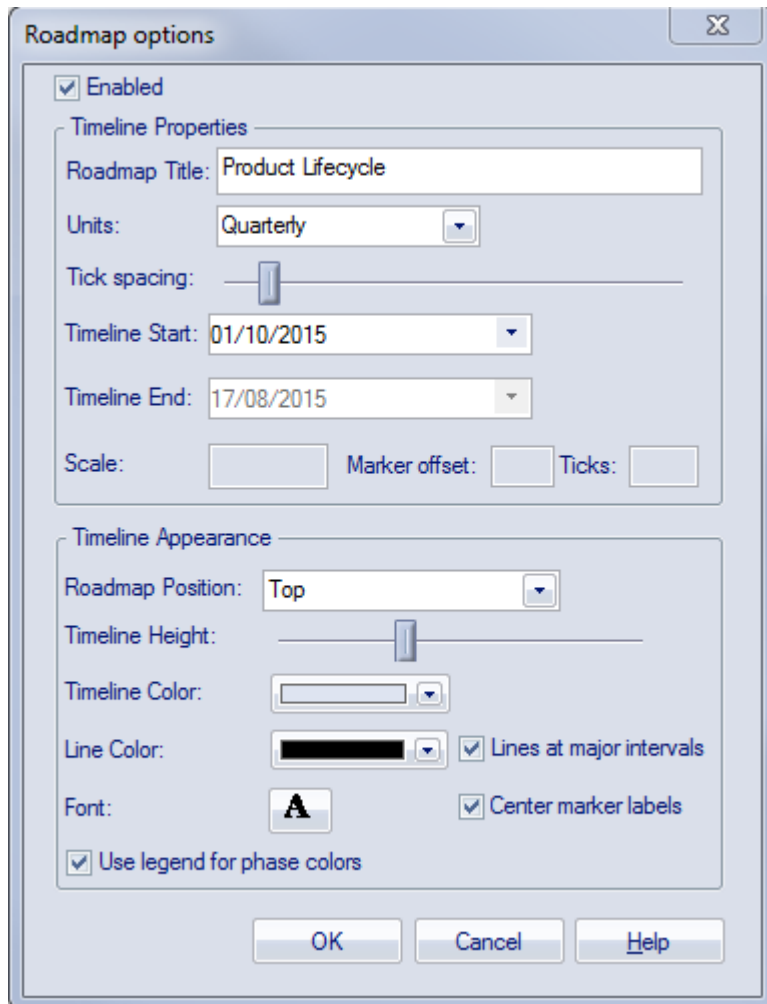 Roadmap options
Enabled
Timeline Properties
Roadmap Title: Product Lifecycle
Units: Quarterly
Tick spacing:
Timeline Start: 01/10/2015
Timeline End: 17/08/2015
Scale: Marker offset: Ticks:
Timeline Appearance
Roadmap Position: Top
Timeline Height:
Timeline Color:
Line Color: Lines at major intervals
Font: A Center marker labels
Use legend for phase colors
OK Cancel Help